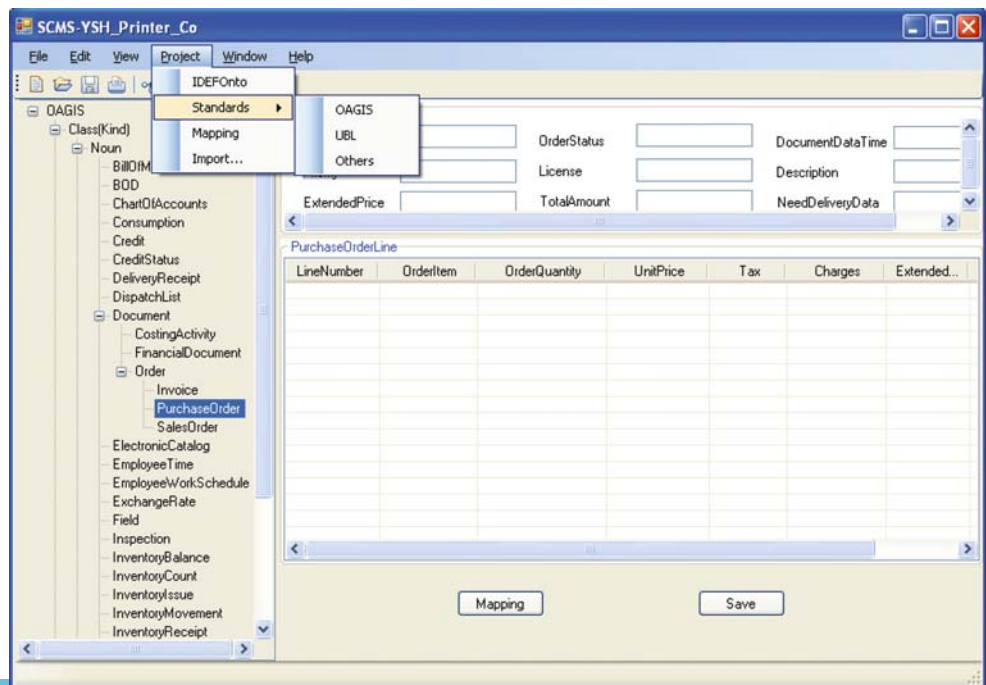 SCMS-YSH_Printer_Co
File Edit View Project Window Help
IDEFOnto
Standards
Mapping
Import...
OAGIS
UBL
Others
OAGIS
Class(Kind)
Noun
BOD
ChartOfAccounts
Consumption
Credit
CreditStatus
DeliveryReceipt
DispatchList
Document
CostingActivity
FinancialDocument
Order
Invoice
PurchaseOrder
SalesOrder
ElectronicCatalog
EmployeeTime
EmployeeWorkSchedule
ExchangeRate
Field
Inspection
InventoryBalance
InventoryCount
InventoryIssue
InventoryMovement
InventoryReceipt
OrderStatus DocumentDataTime
License Description
ExtendedPrice TotalAmount NeedDeliveryData
PurchaseOrderLine
LineNumber OrderItem OrderQuantity UnitPrice Tax Charges Extended...
Mapping Save